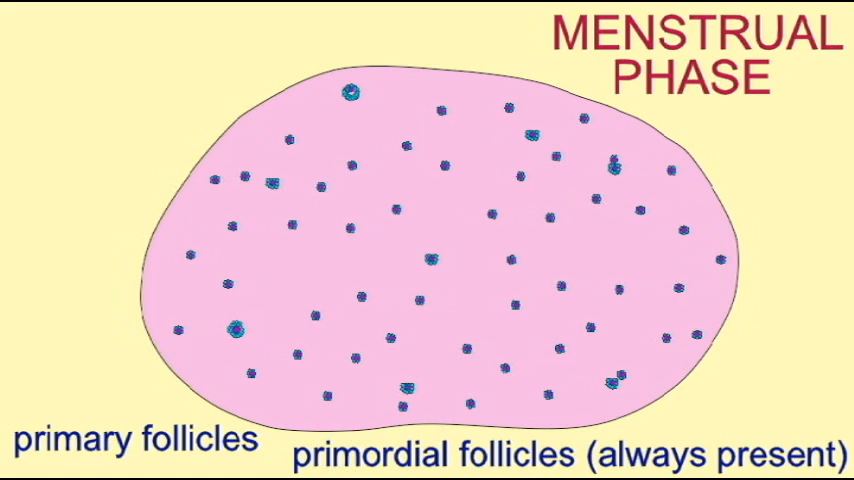 MENSTRUAL
PHASE
primary follicles
primordial follicles (always present)